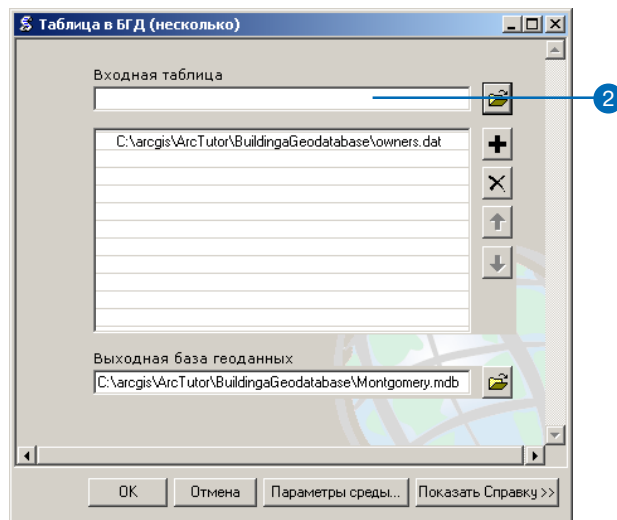 Таблица в БГД (несколько)
Входная таблица
2
C:\arcgis\ArcTutor\BuildingaGeodatabase\owners.dat
Выходная база геоданных
C:\arcgis\ArcTutor\BuildingaGeodatabase\Montgomery.mdb
OK Отмена Параметры среды... Показать Справку >>